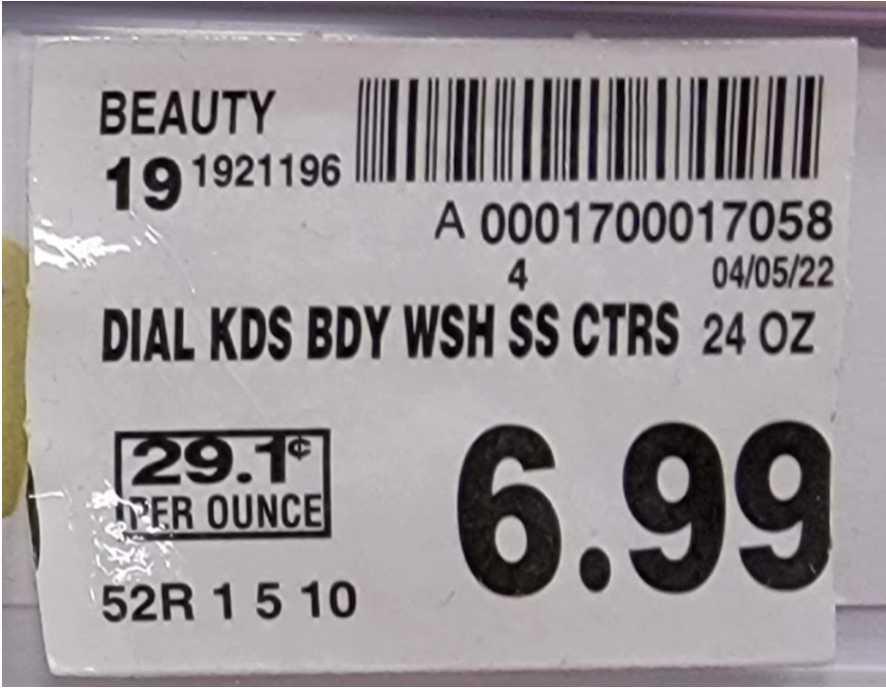 BEAUTY
19 1921196
A 0001700017058
4 04/05/22
DIAL KDS BDY WSH SS CTRS 24 OZ
29.1¢
PER OUNCE
6.99
52R 1 5 10